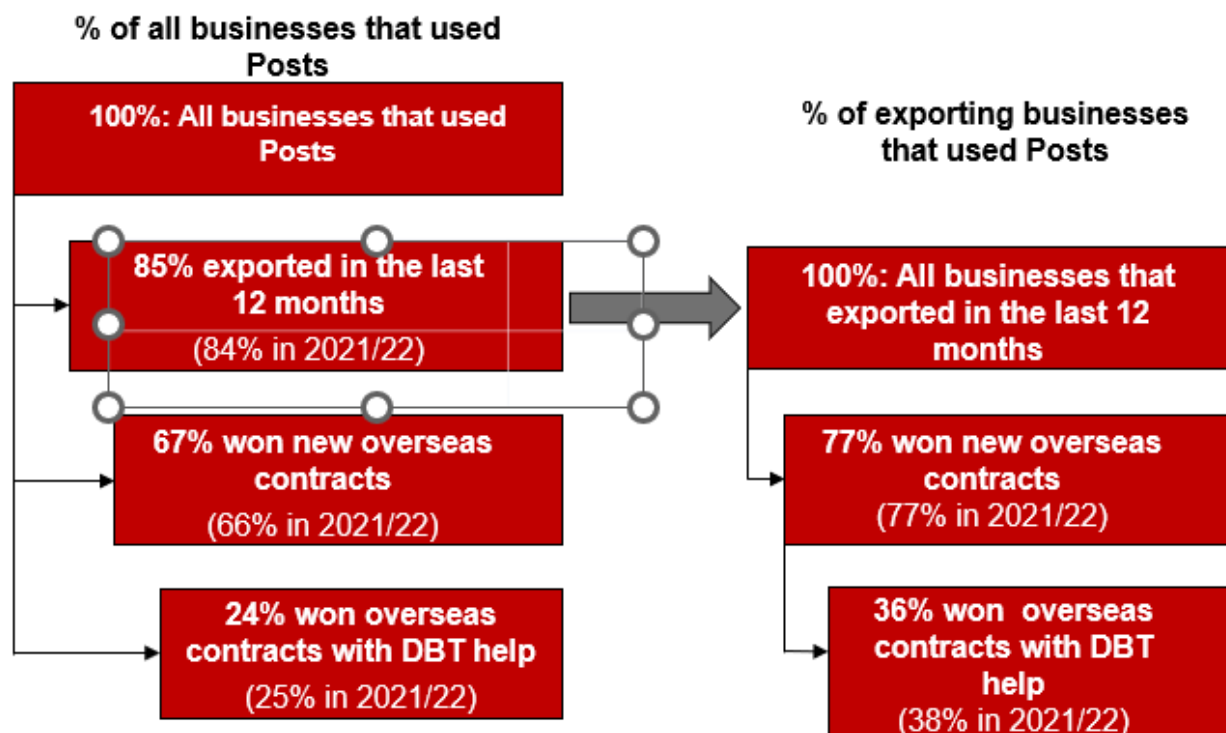 % of all businesses that used
Posts
100%: All businesses that used
Posts
85% exported in the last
12 months
(84% in 2021/22)
67% won new overseas
contracts
(66% in 2021/22)
24% won overseas
contracts with DBT help
(25% in 2021/22)
% of exporting businesses
that used Posts
100%: All businesses that
exported in the last 12
months
77% won new overseas
contracts
(77% in 2021/22)
36% won overseas
contracts with DBT
help
(38% in 2021/22)